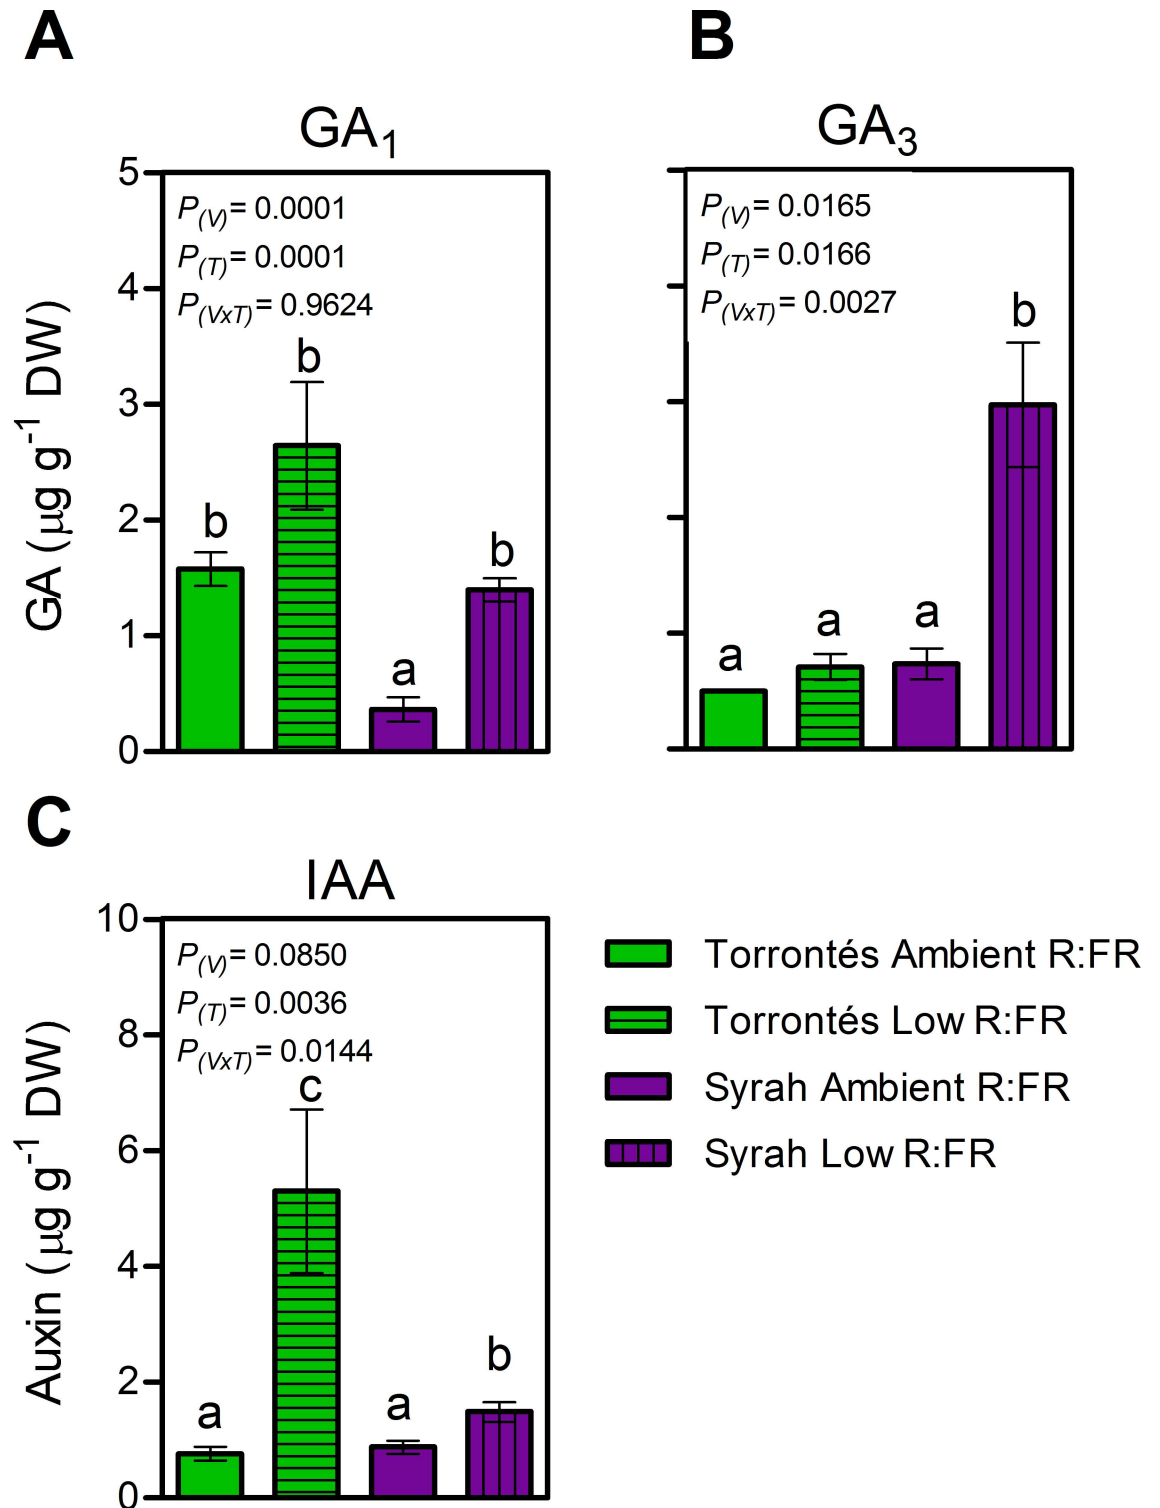 A
B
GA₁
GA₃
5
4
3
2
1
0
GA (μg g⁻¹ DW)
P(V)= 0.0001
P(T)= 0.0001
P(VxT)= 0.9624
b
b
a
b
P(V)= 0.0165
P(T)= 0.0166
P(VxT)= 0.0027
a
a
a
b
C
IAA
10
8
6
4
2
0
Auxin (μg g⁻¹ DW)
P(V)= 0.0850
P(T)= 0.0036
P(VxT)= 0.0144
a
c
a
b
Torrontés Ambient R:FR
Torrontés Low R:FR
Syrah Ambient R:FR
Syrah Low R:FR